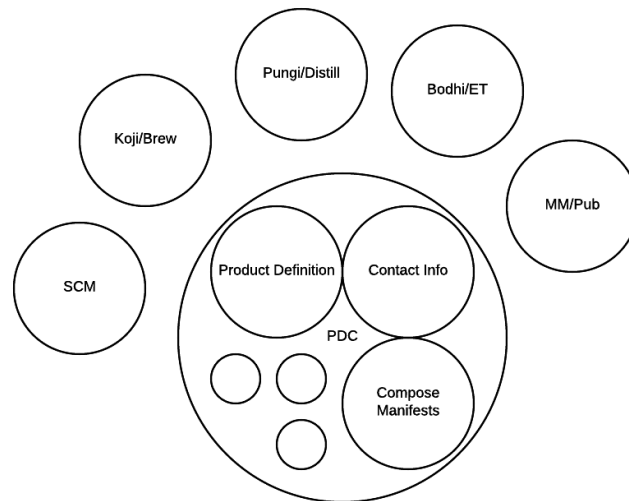 Pungi/Distill
Bodhi/ET
Koji/Brew
MM/Pub
SCM
Product Definition
Contact Info
PDC
Compose
Manifests